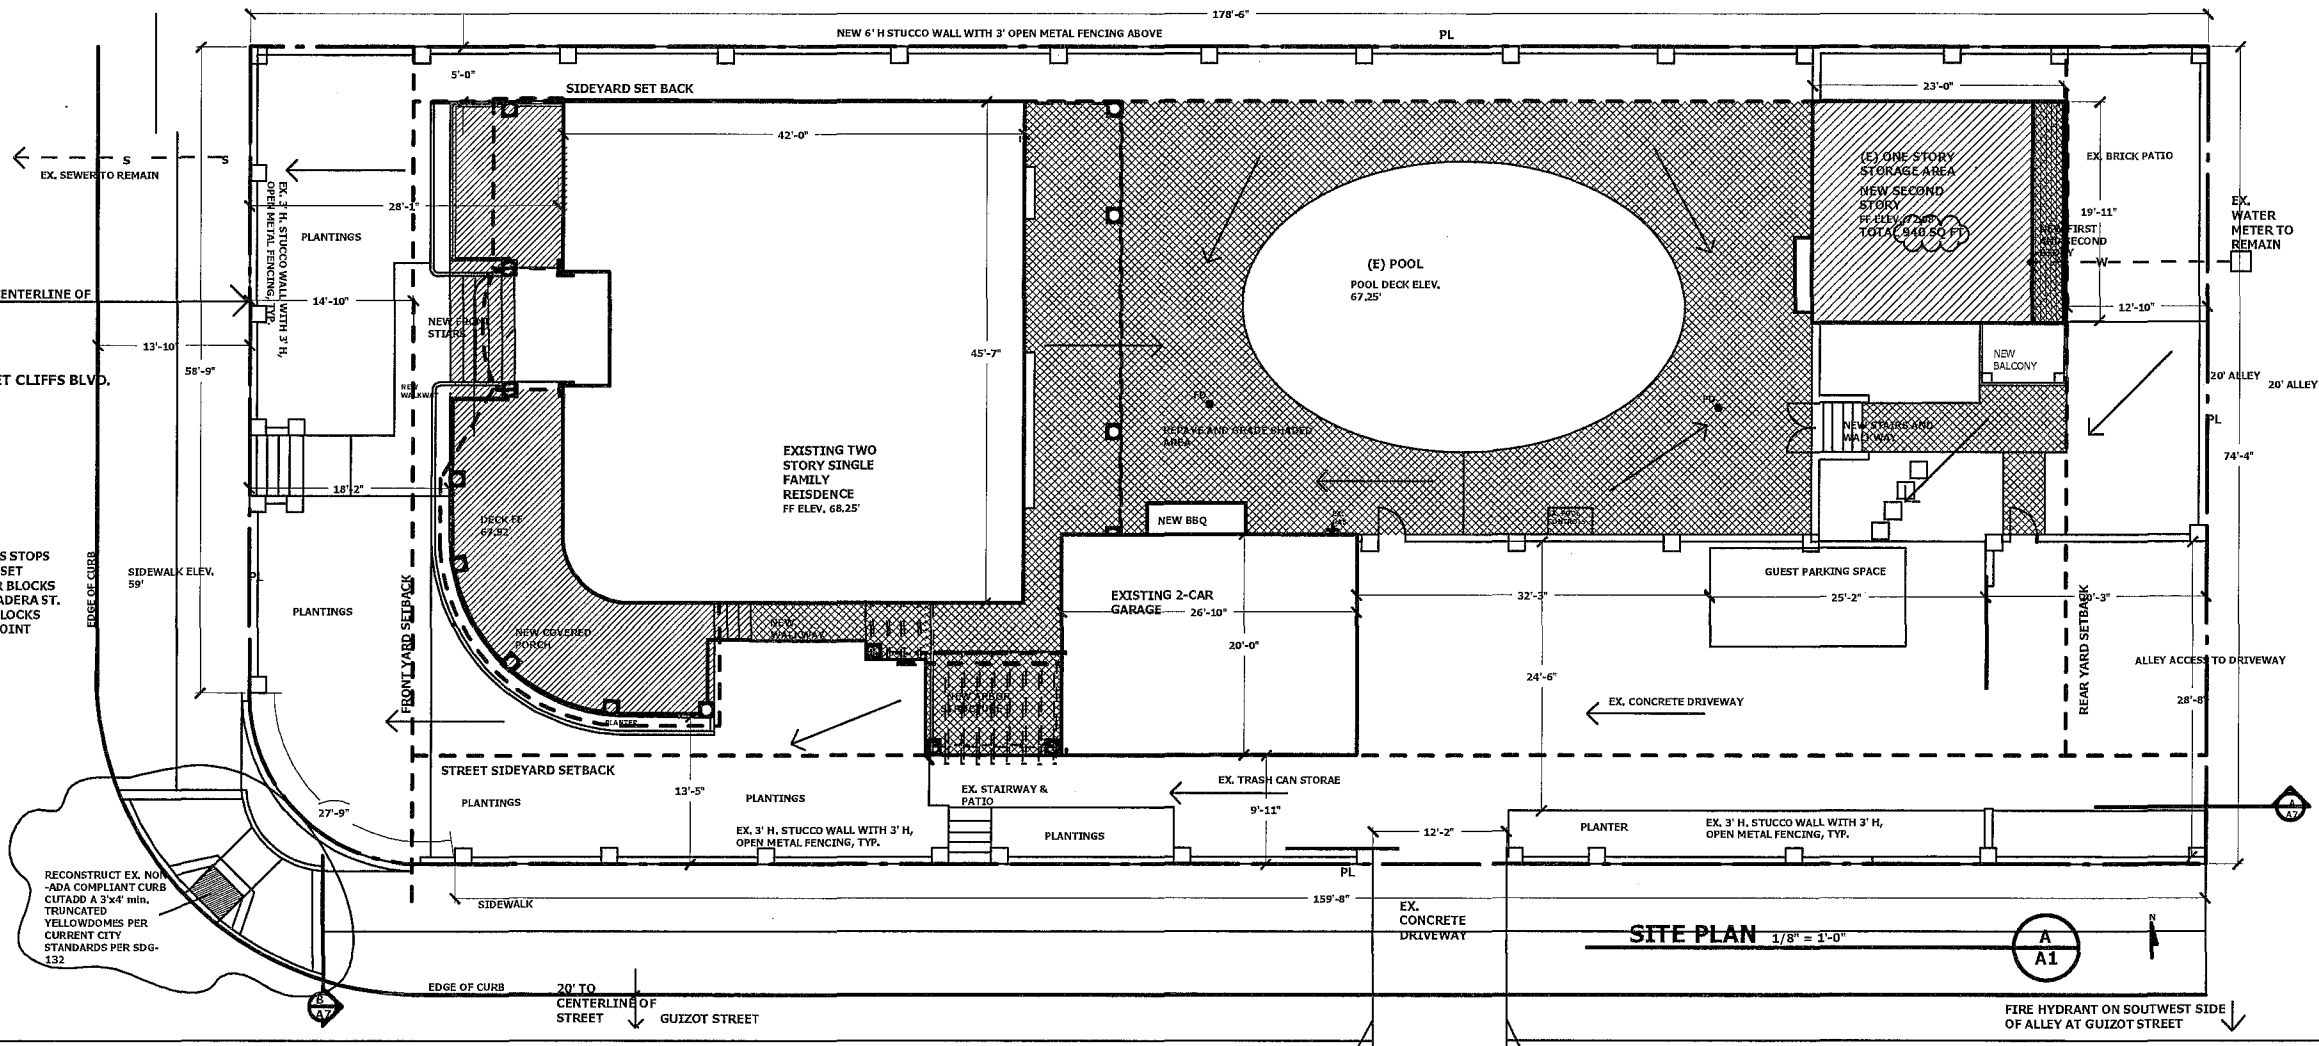 178'-6"
NEW 6' H STUCCO WALL WITH 3' OPEN METAL FENCING ABOVE
PL
5'-0"
SIDEYARD SET BACK
23'-0"
42'-0"
S
S
EX. SEWER TO REMAIN
EX. 3' H. STUCCO WALL WITH 3' H,
OPEN METAL FENCING, TYP.
28'-1"
PLANTINGS
(E) ONE STORY
STORAGE AREA
NEW SECOND
STORY
FF ELEV.
TOTAL 940 SQ FT
EX. BRICK PATIO
19'-11"
EX.
WATER
METER TO
REMAIN
W
(E) POOL
POOL DECK ELEV.
67.25'
CENTERLINE OF
14'-10"
12'-10"
NEW FRONT
STIARS
13'-10"
58'-9"
45'-7"
NEW
BALCONY
ET CLIFFS BLVD.
20' ALLEY
20' ALLEY
NEW
WALKWAY
PL
REPAVE AND GRADE SHADED
AREA
NEW STAIRS AND
WALKWAY
EXISTING TWO
STORY SINGLE
FAMILY
REISDENCE
FF ELEV. 68.25'
74'-4"
18'-2"
DECK FF
67.92
NEW BBQ
S STOPS
SET
R BLOCKS
ADERA ST.
LOCKS
OINT
EDGE OF CURB
SIDEWALK ELEV.
59'
PL
PLANTINGS
FRONT YARD SETBACK
EXISTING 2-CAR
GARAGE
26'-10"
20'-0"
32'-3"
GUEST PARKING SPACE
25'-2"
REAR YARD SETBACK
NEW COVERED
PORCH
NEW
WALKWAY
24'-6"
ALLEY ACCESS TO DRIVEWAY
28'-8"
EX. CONCRETE DRIVEWAY
PLANTER
STREET SIDEYARD SETBACK
13'-5"
PLANTINGS
PLANTINGS
EX. STAIRWAY &
PATIO
EX. TRASH CAN STORAE
9'-11"
27'-9"
EX. 3' H. STUCCO WALL WITH 3' H,
OPEN METAL FENCING, TYP.
PLANTINGS
12'-2"
PLANTER
EX. 3' H. STUCCO WALL WITH 3' H,
OPEN METAL FENCING, TYP.
A
A7
RECONSTRUCT EX. NON
-ADA COMPLIANT CURB
CUTADD A 3'x4' min.
TRUNCATED
YELLOWDOMES PER
CURRENT CITY
STANDARDS PER SDG-
132
PL
SIDEWALK
159'-8"
EX.
CONCRETE
DRIVEWAY
SITE PLAN 1/8" = 1'-0"
A
A1
N
EDGE OF CURB
20' TO
CENTERLINE OF
STREET
GUIZOT STREET
B
A7
FIRE HYDRANT ON SOUTWEST SIDE
OF ALLEY AT GUIZOT STREET